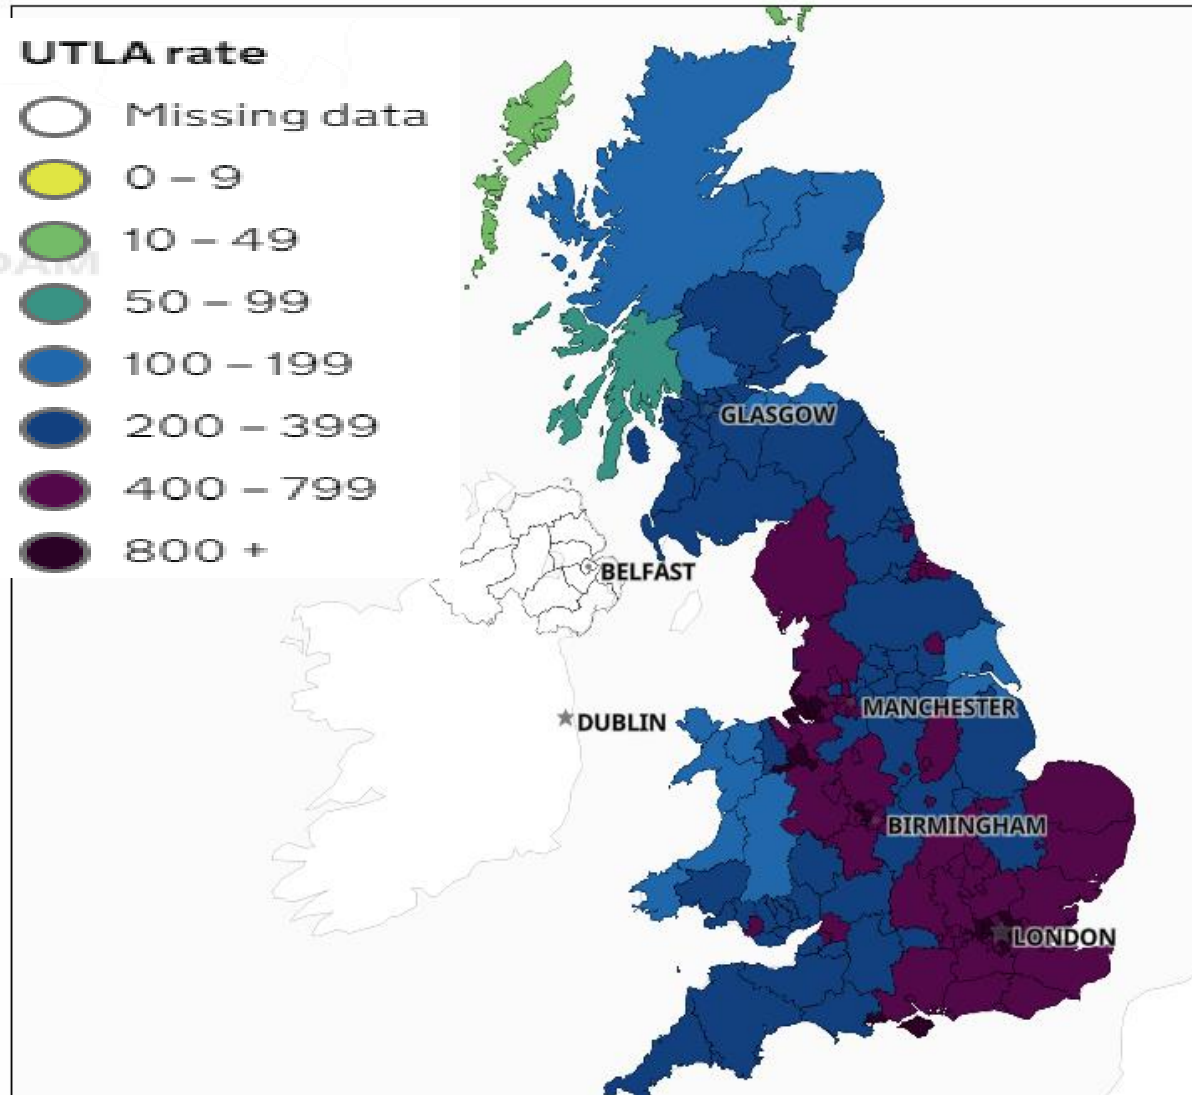 UTLA rate
Missing data
0 – 9
10 – 49
50 – 99
100 – 199
200 – 399
400 – 799
800 +
GLASGOW
BELFAST
MANCHESTER
DUBLIN
BIRMINGHAM
LONDON